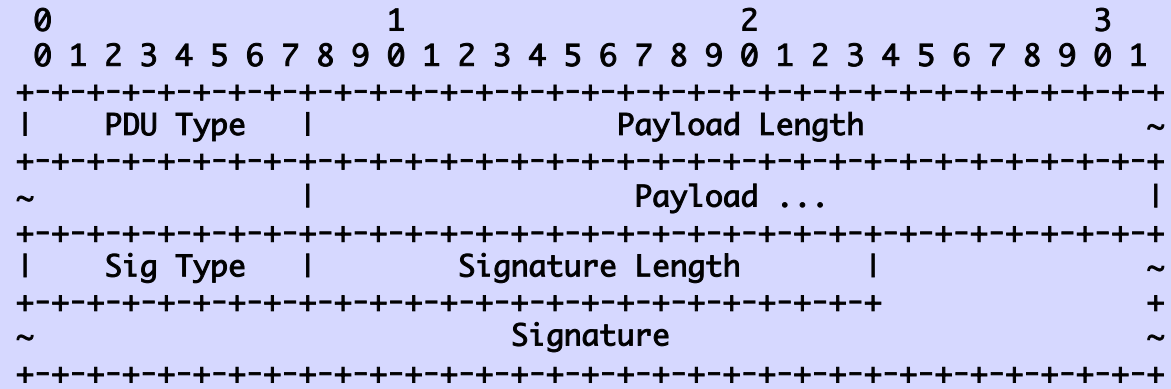 0                   1                   2                   3
 0 1 2 3 4 5 6 7 8 9 0 1 2 3 4 5 6 7 8 9 0 1 2 3 4 5 6 7 8 9 0 1
+-+-+-+-+-+-+-+-+-+-+-+-+-+-+-+-+-+-+-+-+-+-+-+-+-+-+-+-+-+-+-+-+
|    PDU Type   |                 Payload Length                ~
+-+-+-+-+-+-+-+-+-+-+-+-+-+-+-+-+-+-+-+-+-+-+-+-+-+-+-+-+-+-+-+-+
~               |                  Payload ...                  |
+-+-+-+-+-+-+-+-+-+-+-+-+-+-+-+-+-+-+-+-+-+-+-+-+-+-+-+-+-+-+-+-+
|    Sig Type   |        Signature Length       |               ~
+-+-+-+-+-+-+-+-+-+-+-+-+-+-+-+-+-+-+-+-+-+-+-+-+               +
~                           Signature                           ~
+-+-+-+-+-+-+-+-+-+-+-+-+-+-+-+-+-+-+-+-+-+-+-+-+-+-+-+-+-+-+-+-+